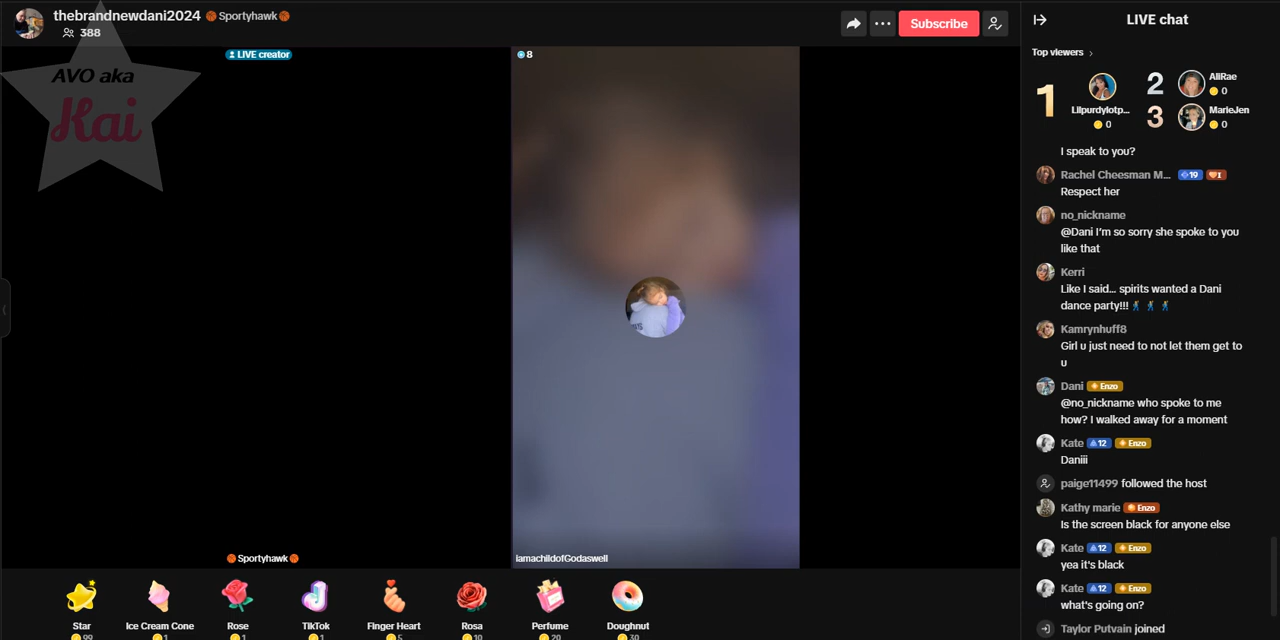 thebrandnewdani2024 Sportyhawk
388
Subscribe
LIVE chat
AVO aka
Kai
LIVE creator
8
Top viewers
1
Lilpurdylotp...
0
2
AliRae
0
3
MarieJen
0
I speak to you?
Rachel Cheesman M... 19 I
Respect her
no_nickname
@Dani I'm so sorry she spoke to you
like that
Kerri
Like I said... spirits wanted a Dani
dance party!!!
Kamrynhuff8
Girl u just need to not let them get to
u
Dani Enzo
@no_nickname who spoke to me
how? I walked away for a moment
Kate 12 Enzo
Daniii
paige11499 followed the host
Kathy marie Enzo
Is the screen black for anyone else
Kate 12 Enzo
yea it's black
Kate 12 Enzo
what's going on?
Taylor Putvain joined
Sportyhawk
iamachildofGodaswell
Star
99
Ice Cream Cone
1
Rose
1
TikTok
1
Finger Heart
5
Rosa
10
Perfume
20
Doughnut
30